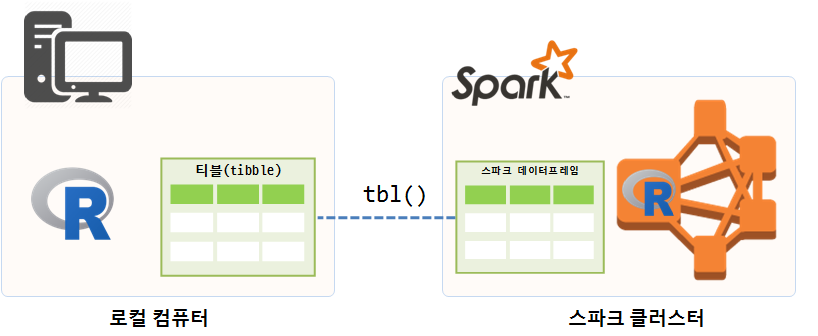 Spark™
R
티블(tibble)
tbl()
스파크 데이터프레임
R
로컬 컴퓨터
스파크 클러스터